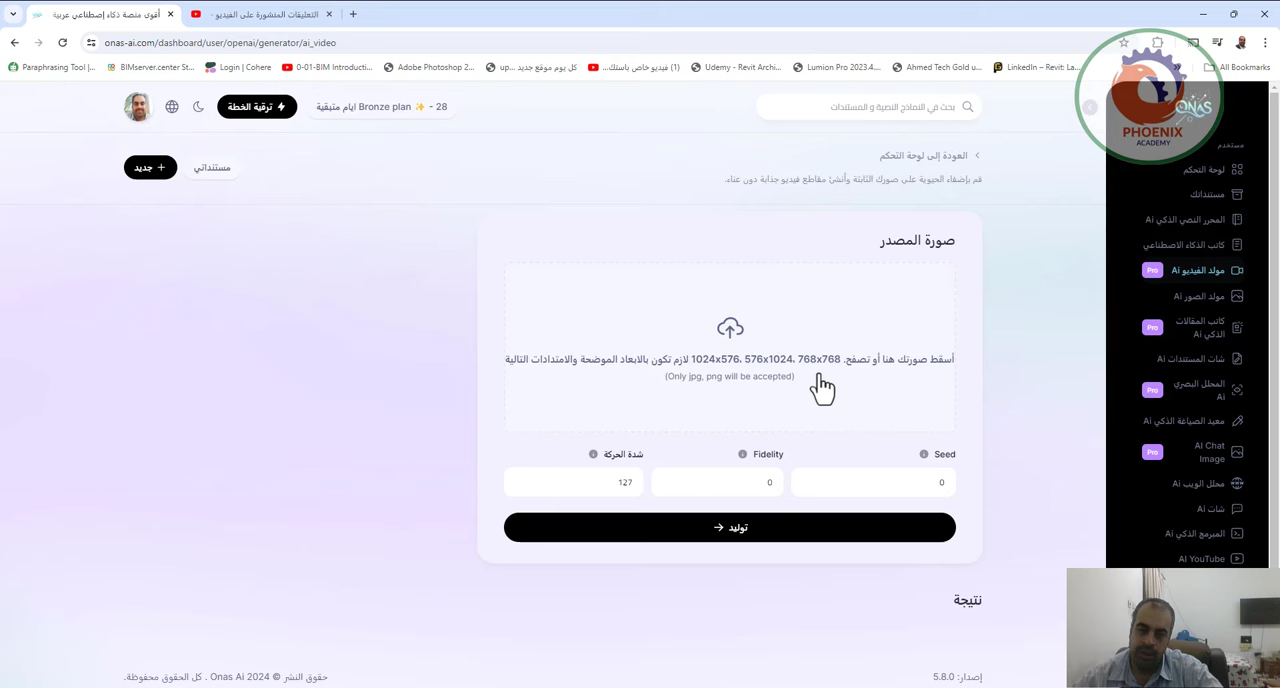 أقوى منصة ذكاء إصطناعي عربية
التعليقات المنشورة على الفيديو -
onas-ai.com/dashboard/user/openai/generator/ai_video
Paraphrasing Tool |...
BIMserver.center St...
Login | Cohere
0-01-BIM Introducti...
Adobe Po
كل يوم موقع جديد up...
(1) فيديو خاص باستك...
Udemy - Revit Archi...
Lumion Pro 2023.4....
Ahmed Tech Gold u...
LinkedIn – Revit: La...
All Bookmarks
ترقية الخطة
28 - Bronze plan ايام متبقية
بحث في النماذج النصية و المستندات
ONAS
PHOENIX
ACADEMY
جديد
مستنداتي
العودة إلى لوحة التحكم
قم بإضفاء الحيوية على صورك الثابتة وأنشئ مقاطع فيديو جذابة دون عناء.
صورة المصدر
أسقط صورتك هنا أو تصفح. 768x768 ،576x1024 ،1024x576 لازم تكون بالابعاد الموضحة والامتدادات التالية
(Only jpg, png will be accepted)
Seed
Fidelity
شدة الحركة
0
0
127
توليد
نتيجة
إصدار: 5.8.0
حقوق النشر © 2024 Onas Ai . كل الحقوق محفوظة.
مستخدم
لوحة التحكم
مستنداتك
المحرر النصي الذكي Ai
كاتب الذكاء الاصطناعي
مولد الفيديو Ai
Pro
مولد الصور Ai
كاتب المقالات
الذكي Ai
Pro
شات المستندات Ai
المحلل البصري
Ai
Pro
معيد الصياغة الذكي Ai
AI Chat
Image
Pro
محلل الويب Ai
شات Ai
المبرمج الذكي Ai
AI YouTube